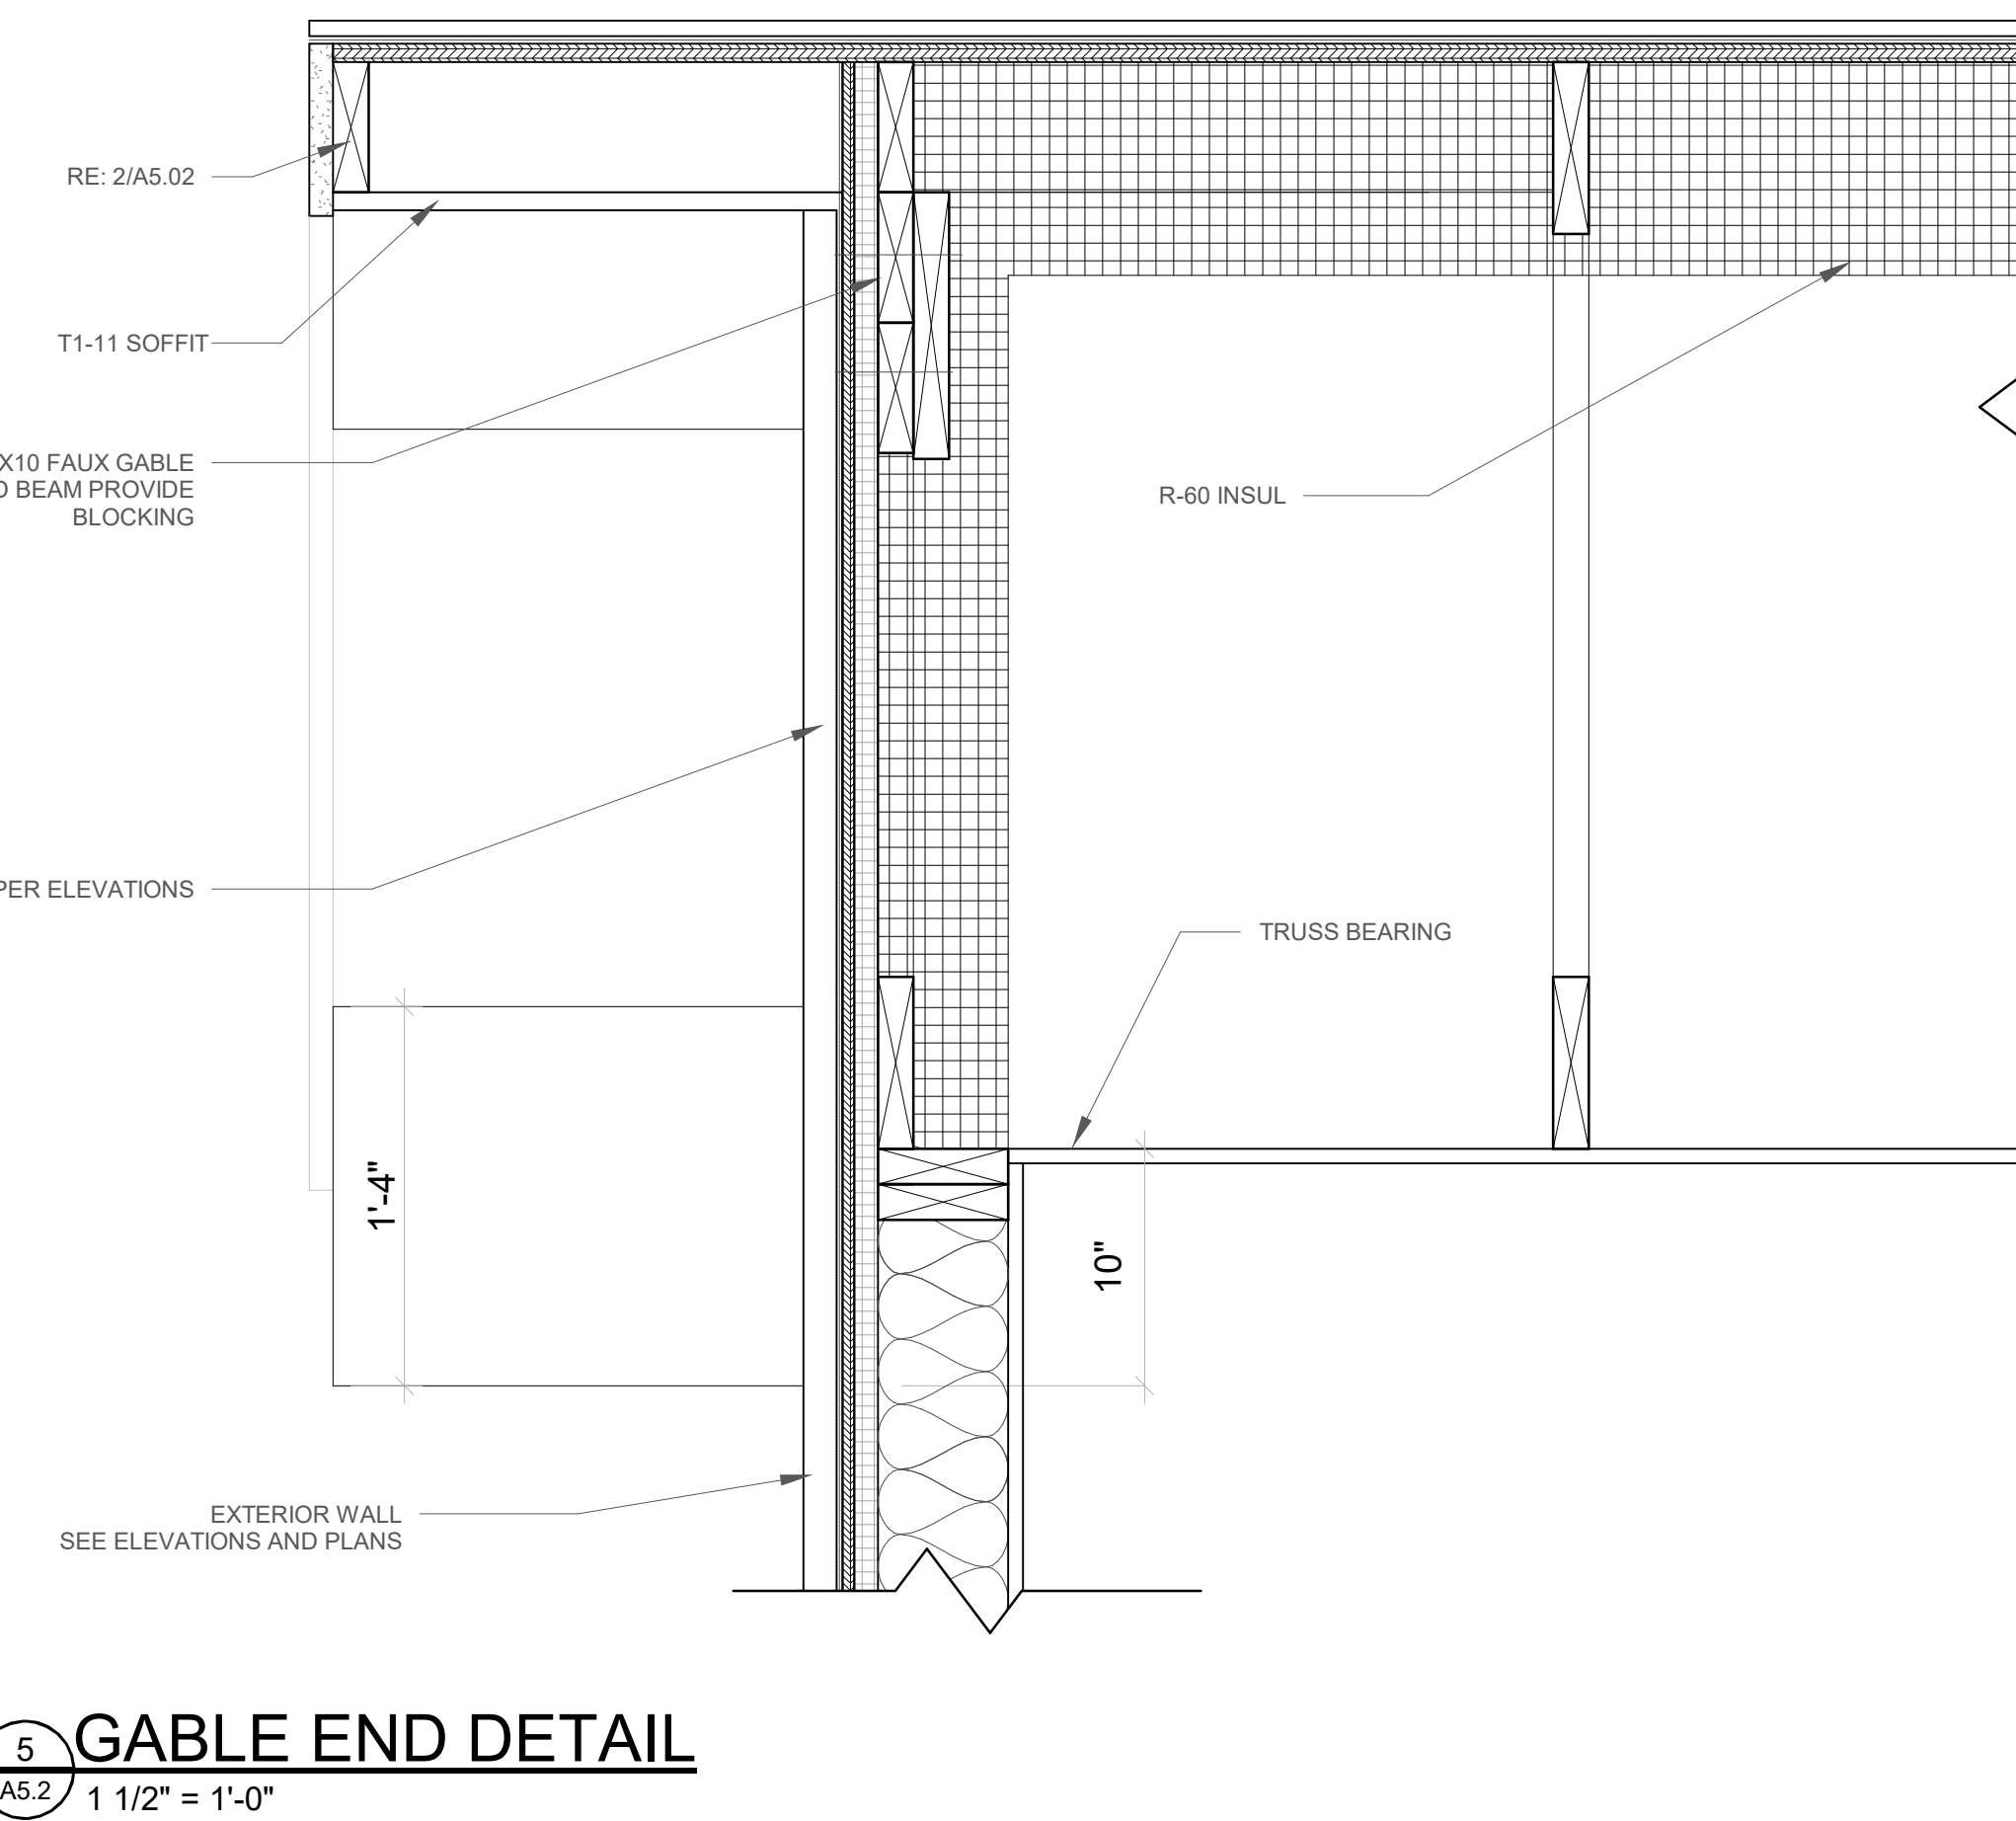 RE: 2/A5.02
T1-11 SOFFIT
X10 FAUX GABLE
BEAM PROVIDE
BLOCKING
R-60 INSUL
PER ELEVATIONS
TRUSS BEARING
1'-4"
10"
EXTERIOR WALL
SEE ELEVATIONS AND PLANS
5
A5.2
GABLE END DETAIL
1 1/2" = 1'-0"